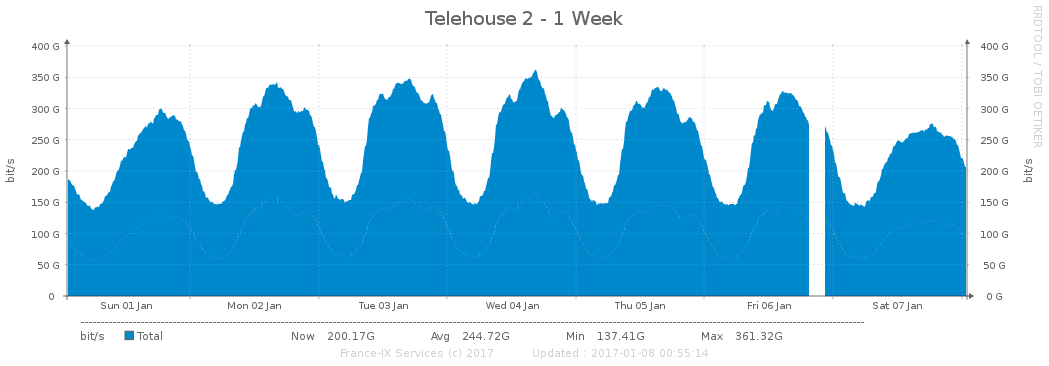 Telehouse 2 - 1 Week
RRDTOOL / TOBI OETIKER
bit/s
400 G 400 G
350 G 350 G
300 G 300 G
250 G 250 G
200 G 200 G
150 G 150 G
100 G 100 G
50 G 50 G
0 0 G
bit/s
Sun 01 Jan Mon 02 Jan Tue 03 Jan Wed 04 Jan Thu 05 Jan Fri 06 Jan Sat 07 Jan
bit/s Total Now 200.17G Avg 244.72G Min 137.41G Max 361.32G
France-IX Services (c) 2017 Updated : 2017-01-08 00:55:14